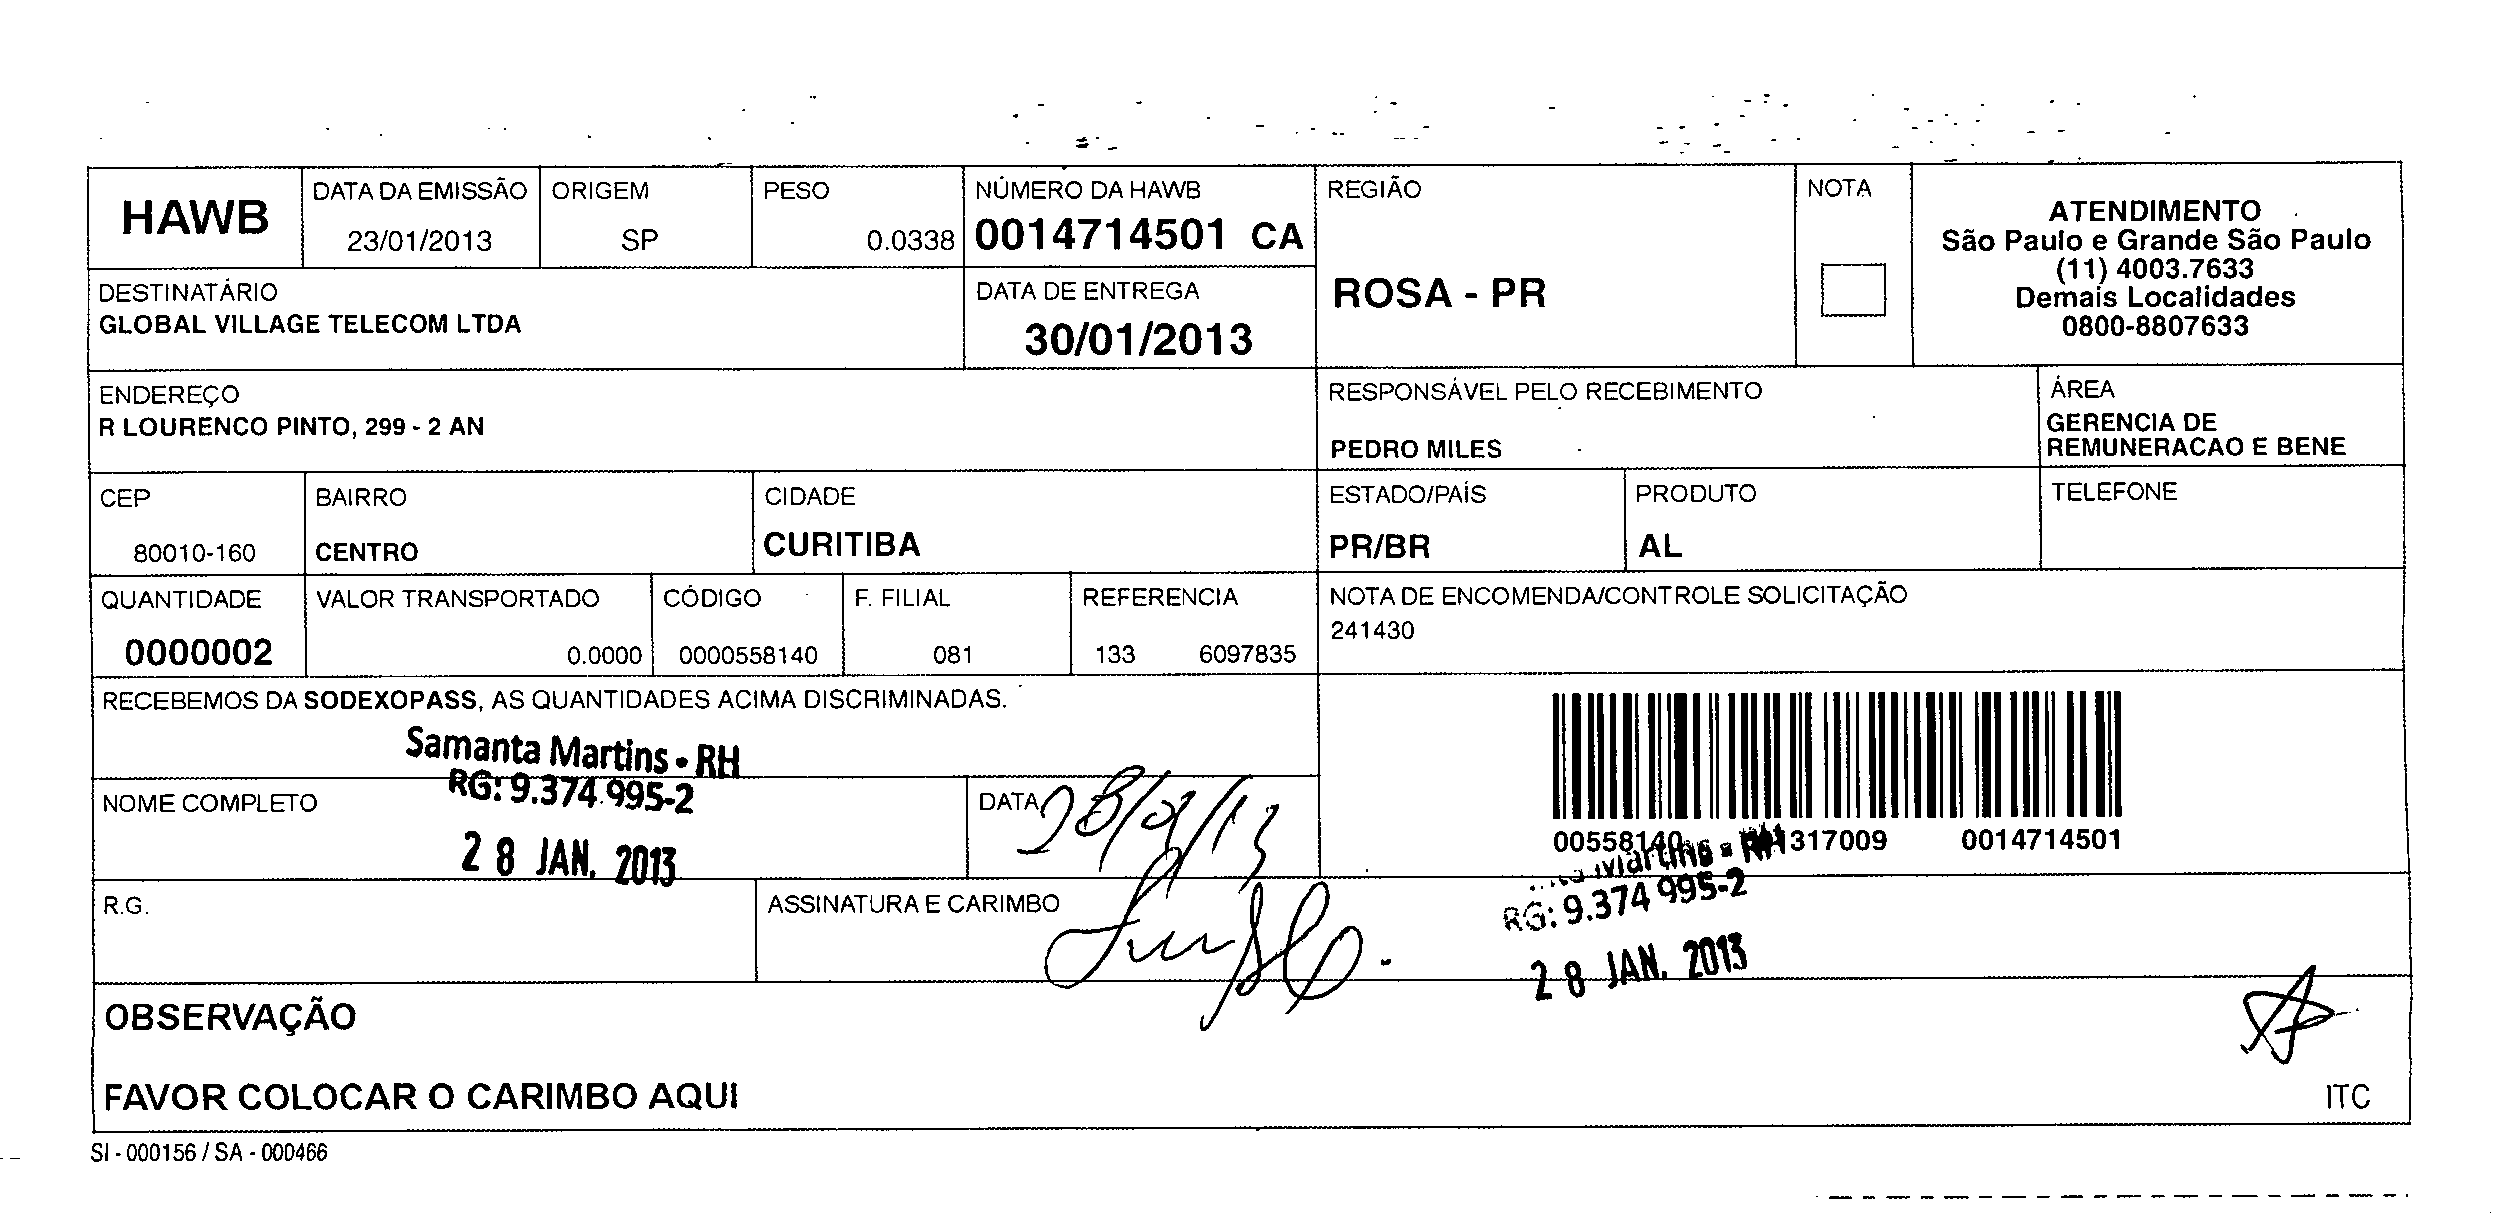 HAWB
DATA DA EMISSÃO
23/01/2013
ORIGEM
SP
PESO
0.0338
NÚMERO DA HAWB
0014714501 CA
REGIÃO
ROSA - PR
NOTA
ATENDIMENTO
São Paulo e Grande São Paulo
(11) 4003.7633
Demais Localidades
0800-8807633
DESTINATÁRIO
GLOBAL VILLAGE TELECOM LTDA
DATA DE ENTREGA
30/01/2013
ENDEREÇO
R LOURENCO PINTO, 299 - 2 AN
RESPONSÁVEL PELO RECEBIMENTO
PEDRO MILES
ÁREA
GERENCIA DE
REMUNERACAO E BENE
CEP
80010-160
BAIRRO
CENTRO
CIDADE
CURITIBA
ESTADO/PAÍS
PR/BR
PRODUTO
AL
TELEFONE
QUANTIDADE
0000002
VALOR TRANSPORTADO
0.0000
CÓDIGO
0000558140
F. FILIAL
081
REFERENCIA
133 6097835
NOTA DE ENCOMENDA/CONTROLE SOLICITAÇÃO
241430
RECEBEMOS DA SODEXOPASS, AS QUANTIDADES ACIMA DISCRIMINADAS.
Samanta Martins - RH
RG: 9.374.995-2
28 JAN. 2013
NOME COMPLETO
DATA
00558140 317009 0014714501
Martins - RH
RG: 9.374 995-2
28 JAN. 2013
R.G.
ASSINATURA E CARIMBO
OBSERVAÇÃO
FAVOR COLOCAR O CARIMBO AQUI
ITC
SI - 000156 / SA - 000466